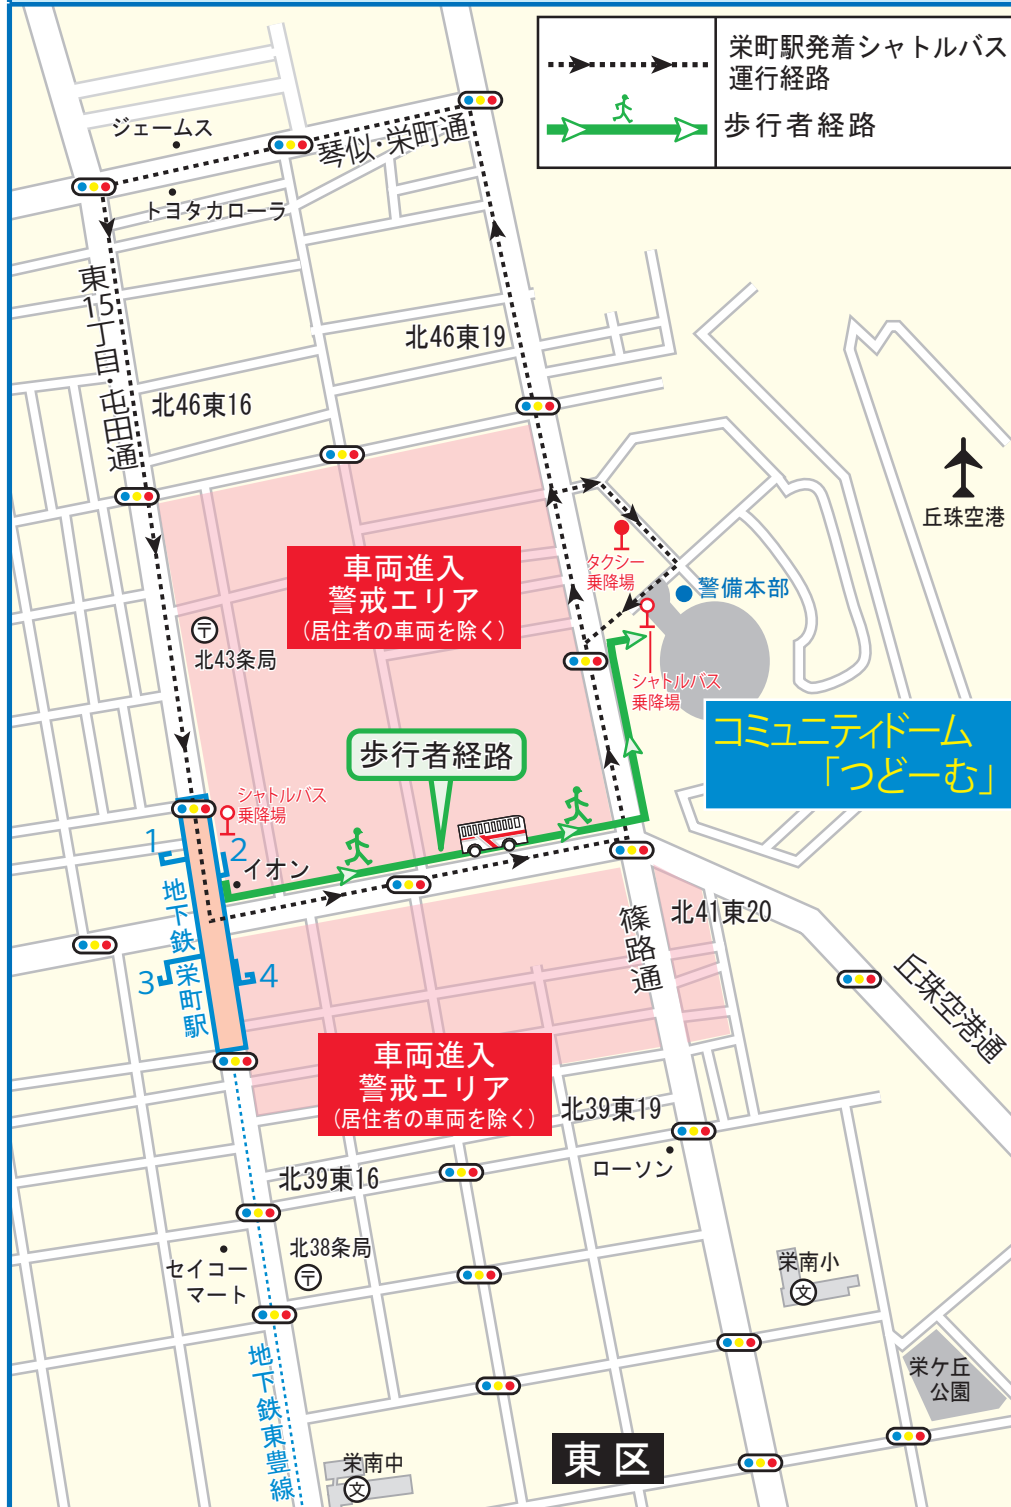 栄町駅発着シャトルバス
運行経路
歩行者経路
ジェームス
琴似・栄町通
トヨタカローラ
東15丁目・屯田通
北46東19
北46東16
丘珠空港
車両進入
警戒エリア
(居住者の車両を除く)
タクシー
乗降場
警備本部
〒
北43条局
シャトルバス
乗降場
コミュニティドーム
「つどーむ」
歩行者経路
シャトルバス
乗降場
1
2
イオン
地下鉄栄町駅
3
4
篠路通
北41東20
丘珠空港通
車両進入
警戒エリア
(居住者の車両を除く)
北39東19
ローソン
北39東16
北38条局
〒
セイコー
マート
栄南小
文
地下鉄東豊線
栄ケ丘
公園
東区
栄南中
文